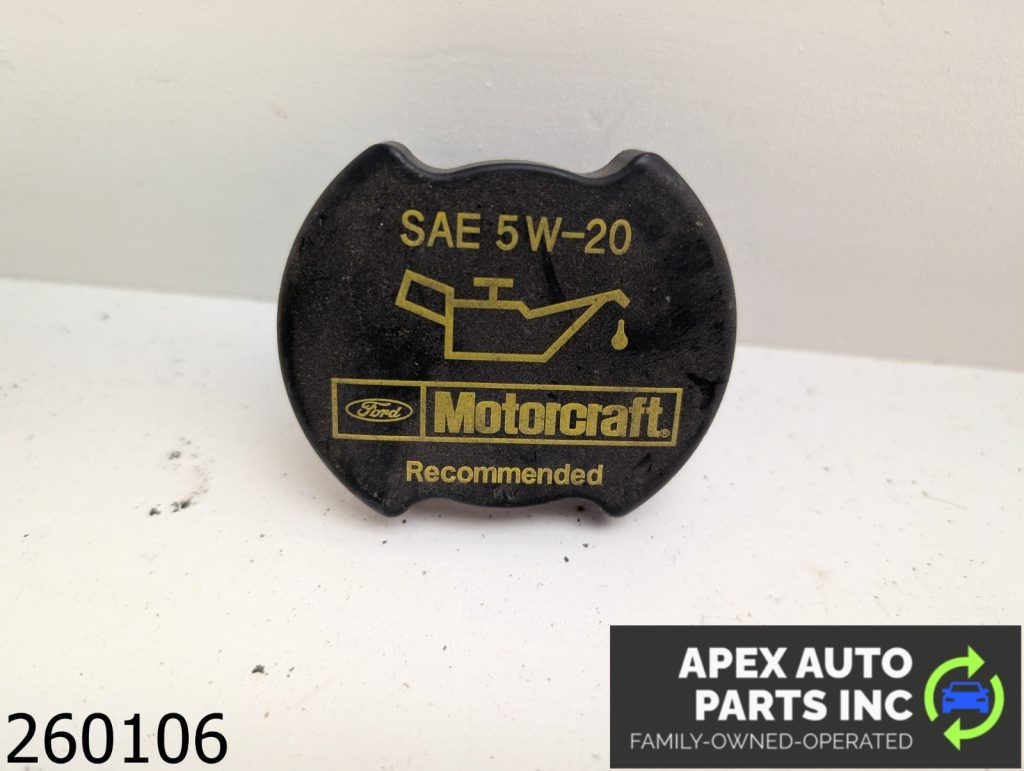 SAE 5W-20
Ford Motorcraft®
Recommended
APEX AUTO
PARTS INC
FAMILY-OWNED-OPERATED
260106